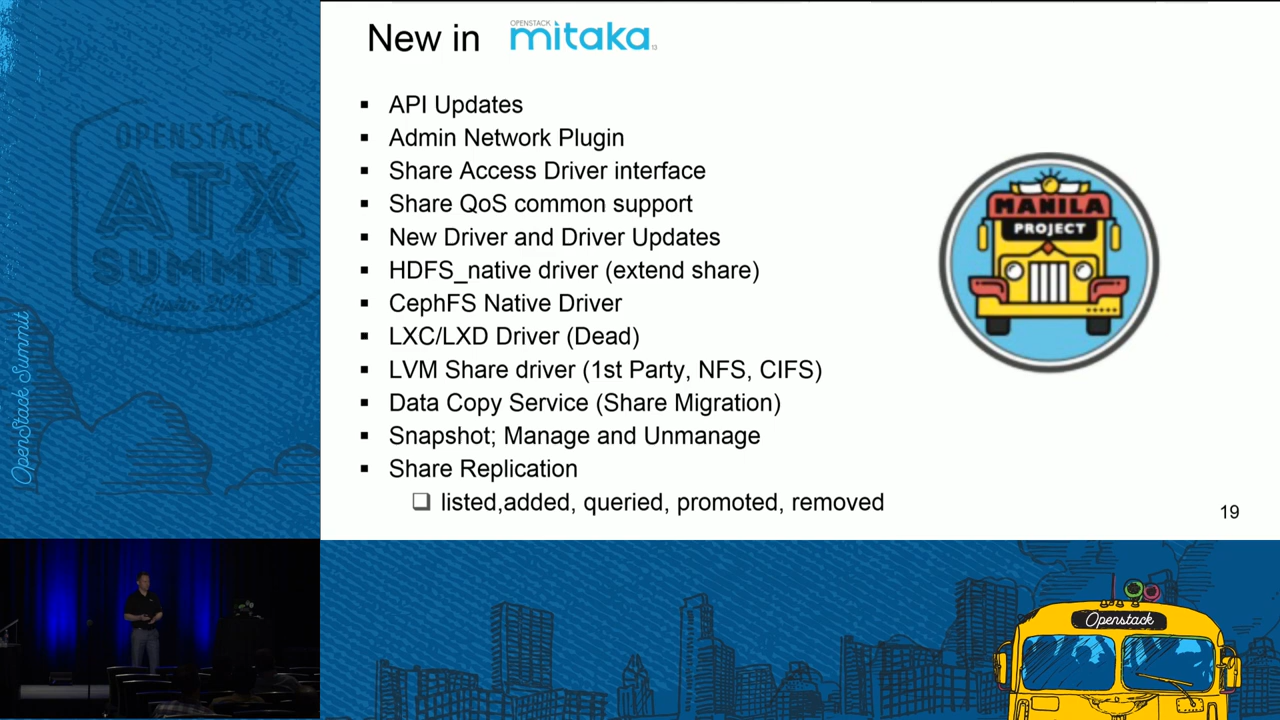 New in
OPENSTACK
mitaka
API Updates
Admin Network Plugin
Share Access Driver interface
Share QoS common support
New Driver and Driver Updates
HDFS_native driver (extend share)
CephFS Native Driver
LXC/LXD Driver (Dead)
LVM Share driver (1st Party, NFS, CIFS)
Data Copy Service (Share Migration)
Snapshot; Manage and Unmanage
Share Replication
listed,added, queried, promoted, removed
19
MANILA
PROJECT
OPENSTACK
ATX
SUMMIT
Austin 2016
OpenStack Summit
Openstack